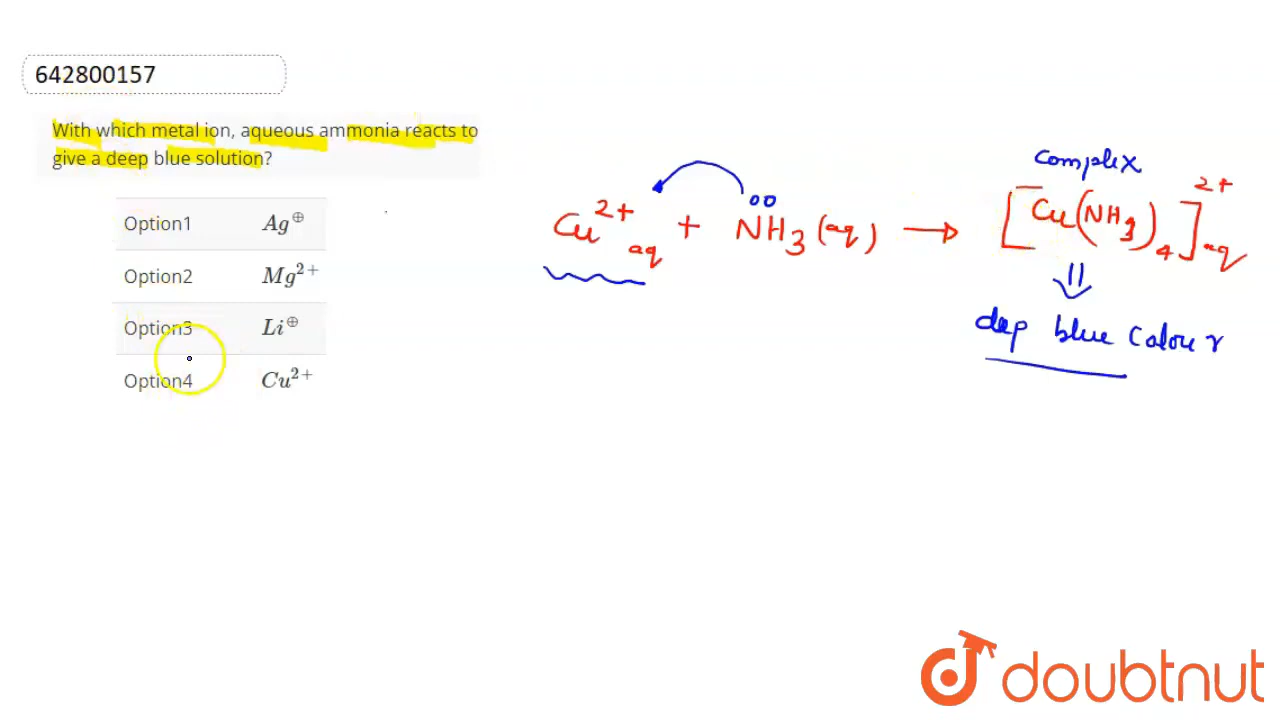 642800157
With which metal ion, aqueous ammonia reacts to
give a deep blue solution?
Option1 Ag⊕
Option2 Mg²⁺
Option3 Li⊕
Option4 Cu²⁺
complex
Cu²⁺aq + NH₃(aq) → [Cu(NH₃)₄]²⁺aq
deep blue colour
doubtnut